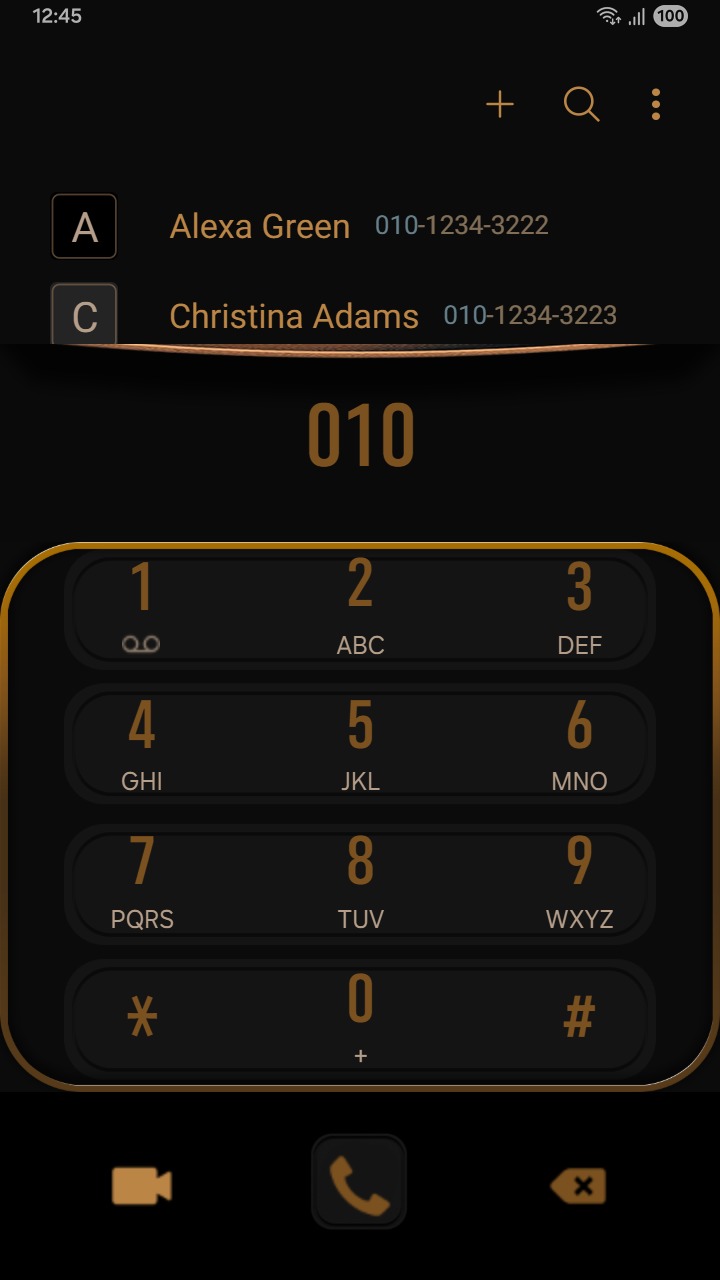 12:45 100
A Alexa Green 010-1234-3222
C Christina Adams 010-1234-3223
010
1 2 3
ABC DEF
4 5 6
GHI JKL MNO
7 8 9
PQRS TUV WXYZ
* 0 #
+